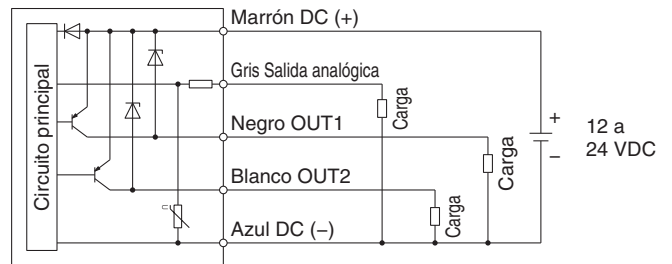 Circuito principal
Marrón DC (+)
Gris Salida analógica
Carga
Negro OUT1
Carga
Blanco OUT2
Carga
Azul DC (−)
+
−
12 a
24 VDC